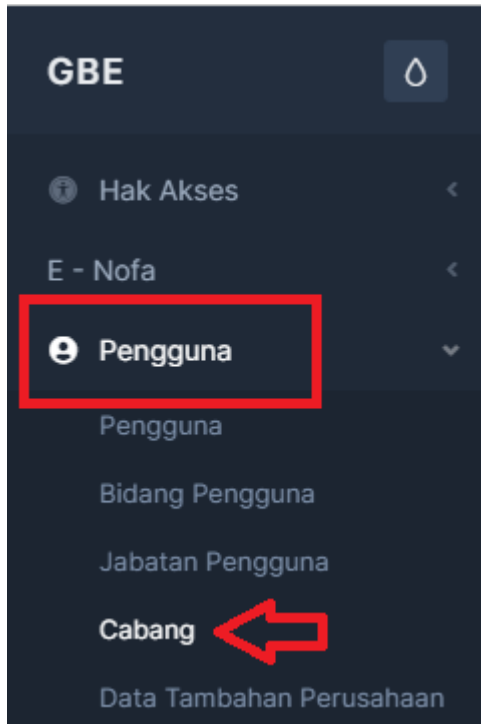 GBE
Hak Akses
E - Nofa
Pengguna
Pengguna
Bidang Pengguna
Jabatan Pengguna
Cabang
Data Tambahan Perusahaan